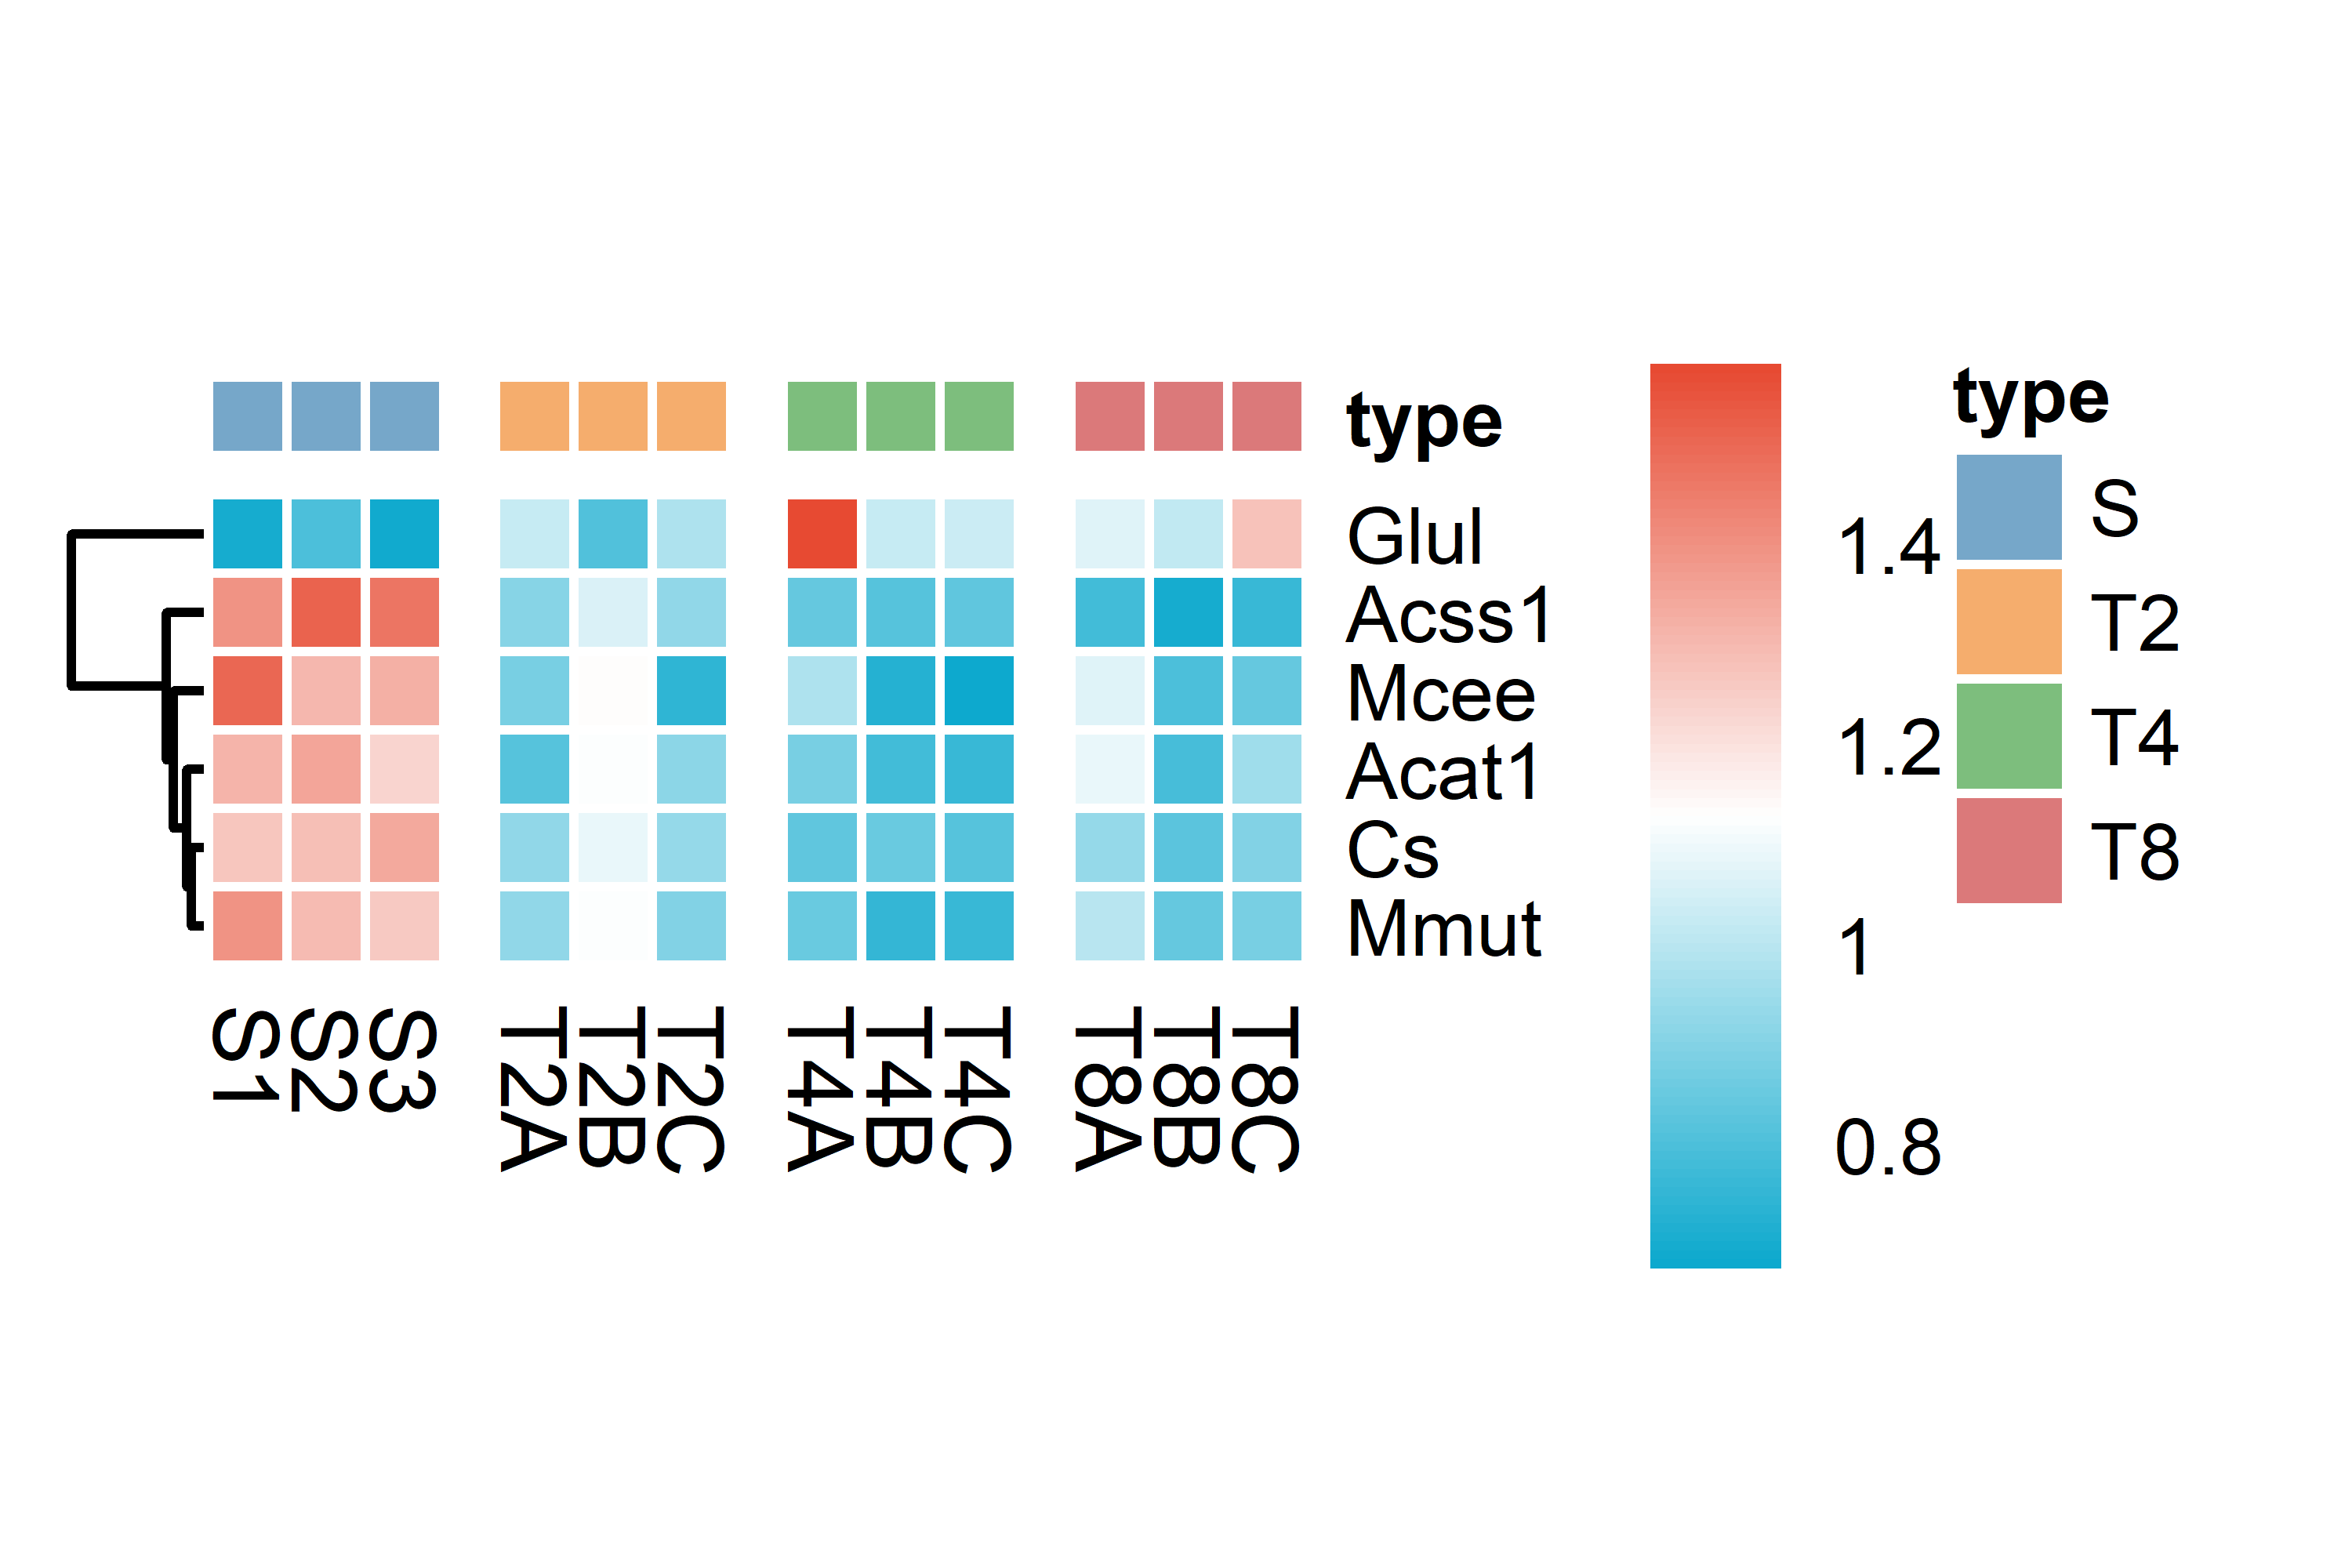 type
Glul
Acss1
Mcee
Acat1
Cs
Mmut
S1 S2 S3 T2A T2B T2C T4A T4B T4C T8A T8B T8C
1.4
1.2
1
0.8
type
S
T2
T4
T8